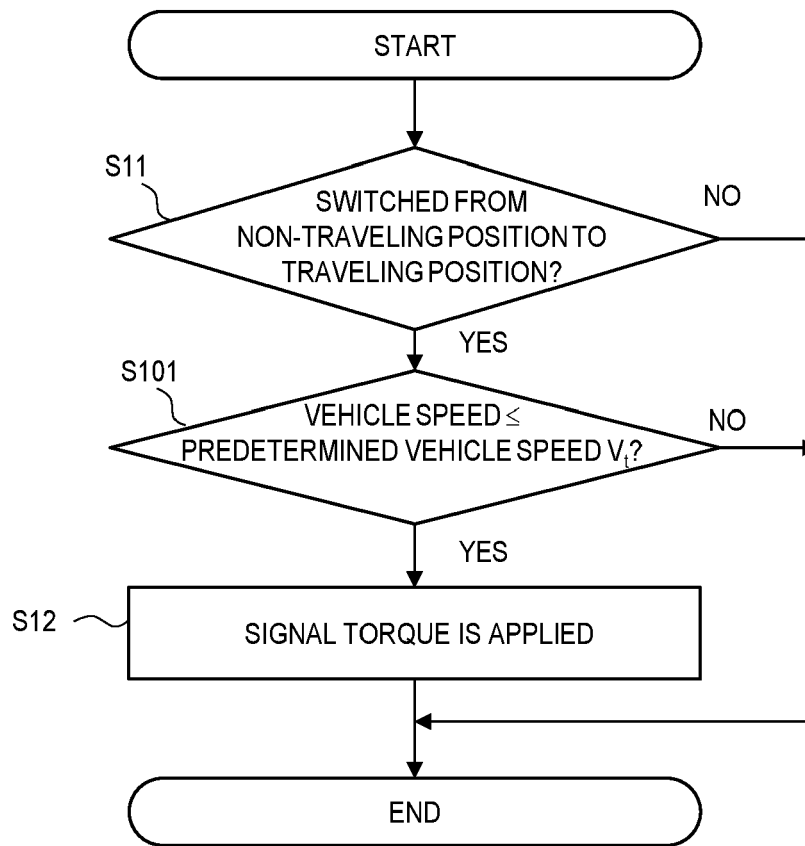 START
S11
SWITCHED FROM
NON-TRAVELING POSITION TO
TRAVELING POSITION?
NO
YES
S101
VEHICLE SPEED ≤
PREDETERMINED VEHICLE SPEED Vt?
NO
YES
S12
SIGNAL TORQUE IS APPLIED
END